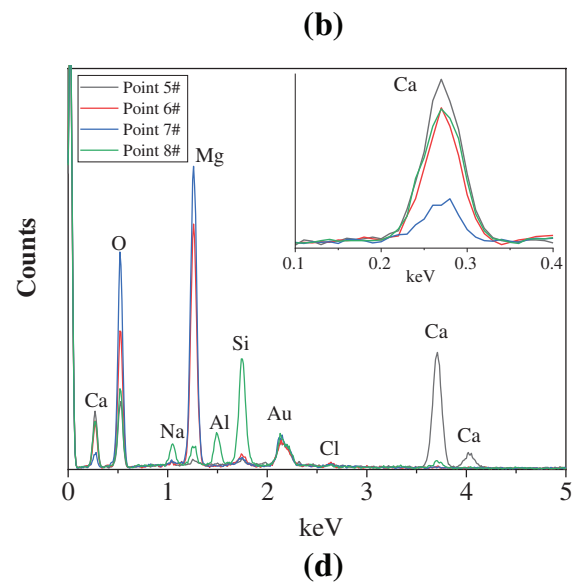 (b)
Point 5#
Point 6#
Point 7#
Point 8#
Ca
0.1 0.2 0.3 0.4
keV
Mg
O
Ca
Na
Al
Si
Au
Cl
Ca
Ca
Counts
0 1 2 3 4 5
keV
(d)